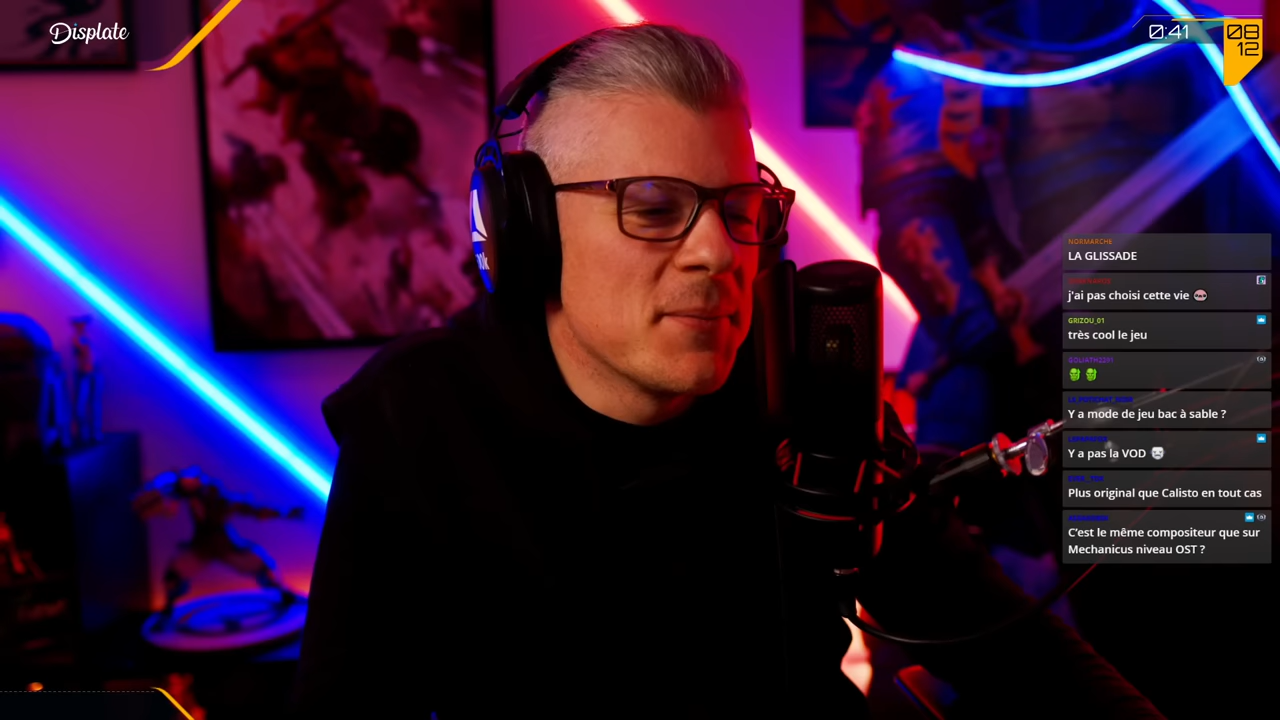 Displate
0:41
08
12
NORMARCHE
LA GLISSADE
j'ai pas choisi cette vie
GRIZOU_01
très cool le jeu
GOLIATH2201
Y a mode de jeu bac à sable ?
Y a pas la VOD
Plus original que Calisto en tout cas
C'est le même compositeur que sur
Mechanicus niveau OST ?